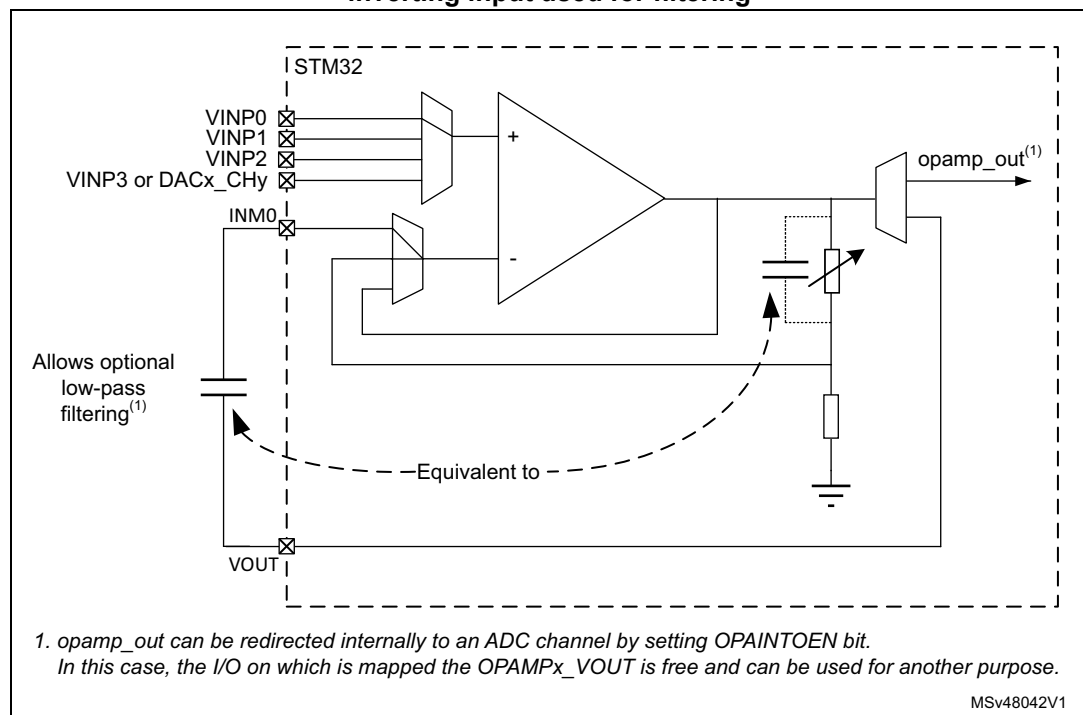 Inverting input used for filtering
STM32
VINP0
VINP1
VINP2
VINP3 or DACx_CHy
INM0
+
-
opamp_out(1)
Allows optional
low-pass
filtering(1)
Equivalent to
VOUT
1. opamp_out can be redirected internally to an ADC channel by setting OPAINTOEN bit.
In this case, the I/O on which is mapped the OPAMPx_VOUT is free and can be used for another purpose.
MSv48042V1